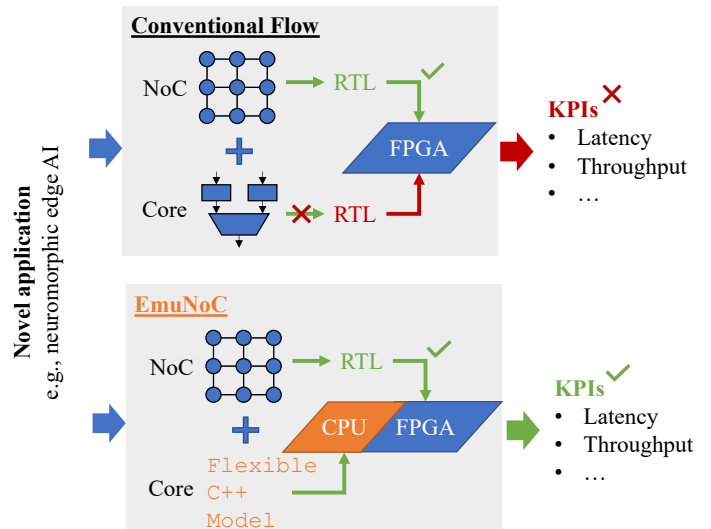 Novel application
e.g., neuromorphic edge AI
Conventional Flow
NoC
RTL
FPGA
Core
RTL
KPIs
• Latency
• Throughput
• …
EmuNoC
NoC
RTL
CPU
FPGA
Core
Flexible
C++
Model
KPIs
• Latency
• Throughput
• …